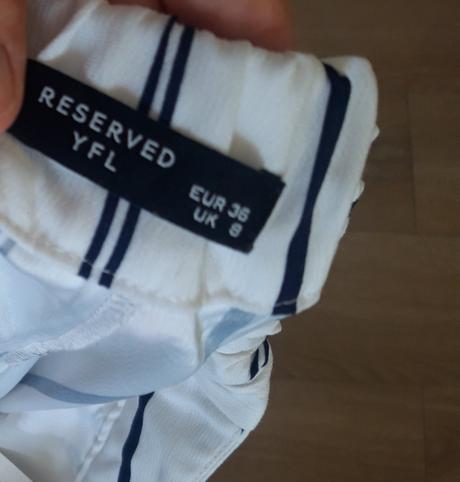 RESERVED
YFL
EUR 36
UK 8